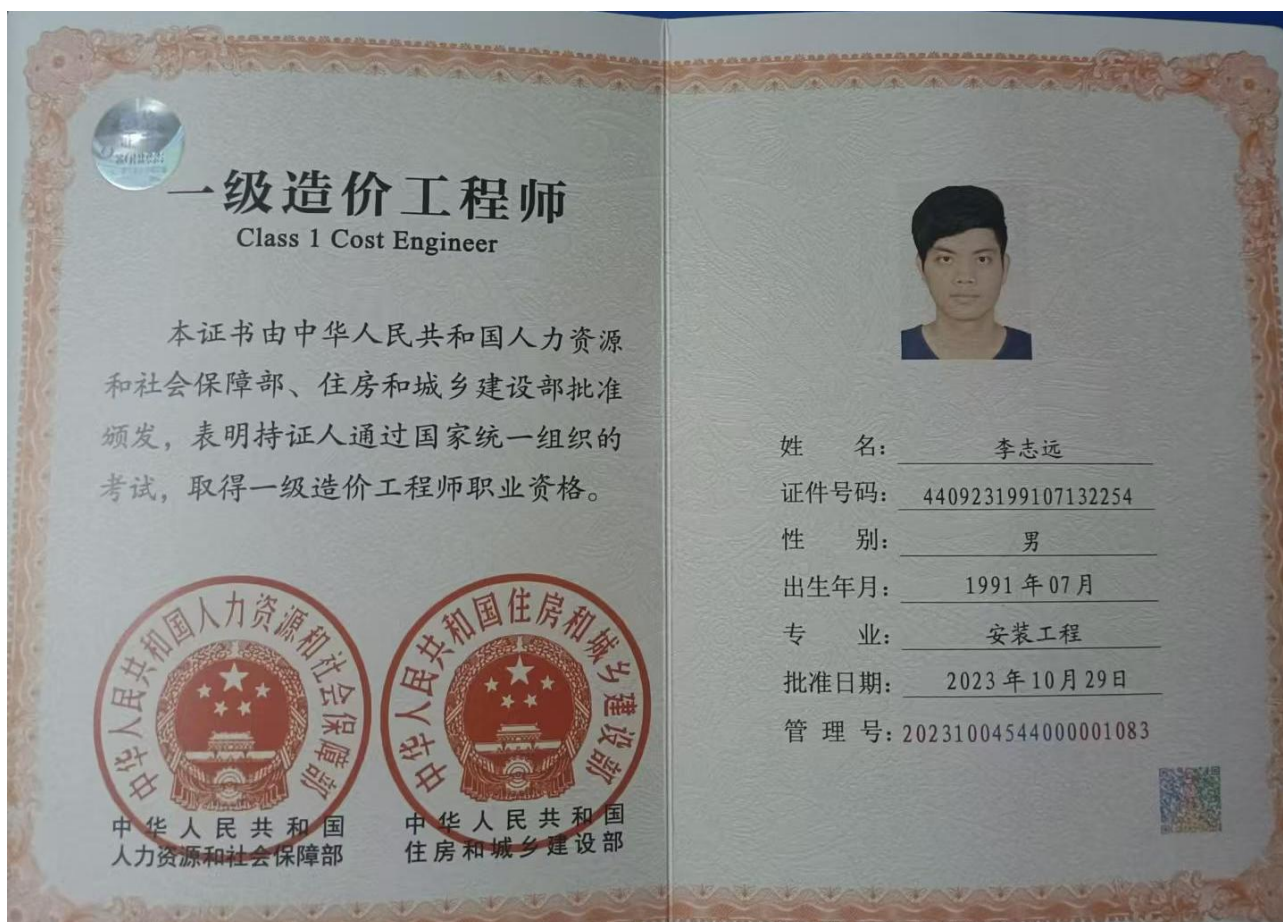 一级造价工程师
Class 1 Cost Engineer
本证书由中华人民共和国人力资源
和社会保障部、住房和城乡建设部批准
颁发，表明持证人通过国家统一组织的
考试，取得一级造价工程师职业资格。
中华人民共和国人力资源和社会保障部
中华人民共和国住房和城乡建设部
中华人民共和国
人力资源和社会保障部
中华人民共和国
住房和城乡建设部
姓名：李志远
证件号码：440923199107132254
性别：男
出生年月：1991年07月
专业：安装工程
批准日期：2023年10月29日
管理号：20231004544000001083